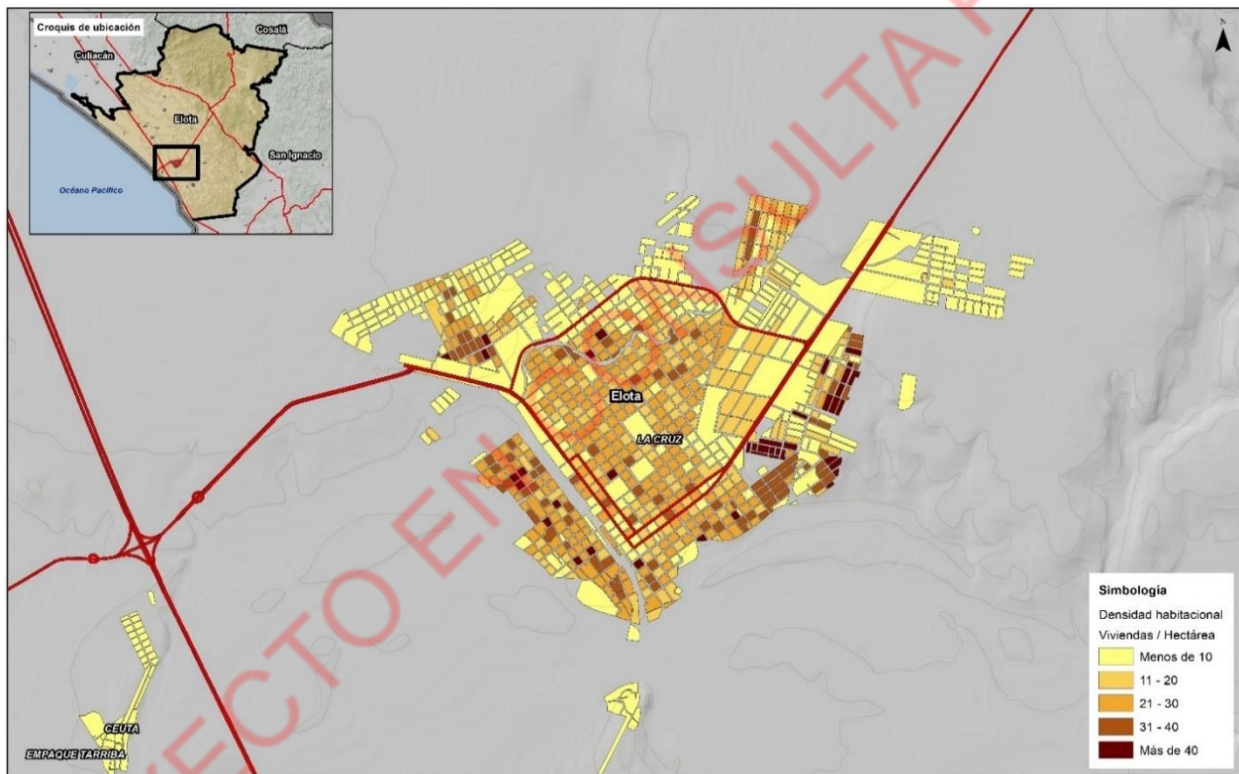 Croquis de ubicación
Cosalá
Culiacán
Elota
San Ignacio
Océano Pacífico
N
Elota
LA CRUZ
CEUTA
EMPAQUE TARRIBA
Simbología
Densidad habitacional
Viviendas / Hectárea
Menos de 10
11 - 20
21 - 30
31 - 40
Más de 40
YECTO EN CONSULTA P